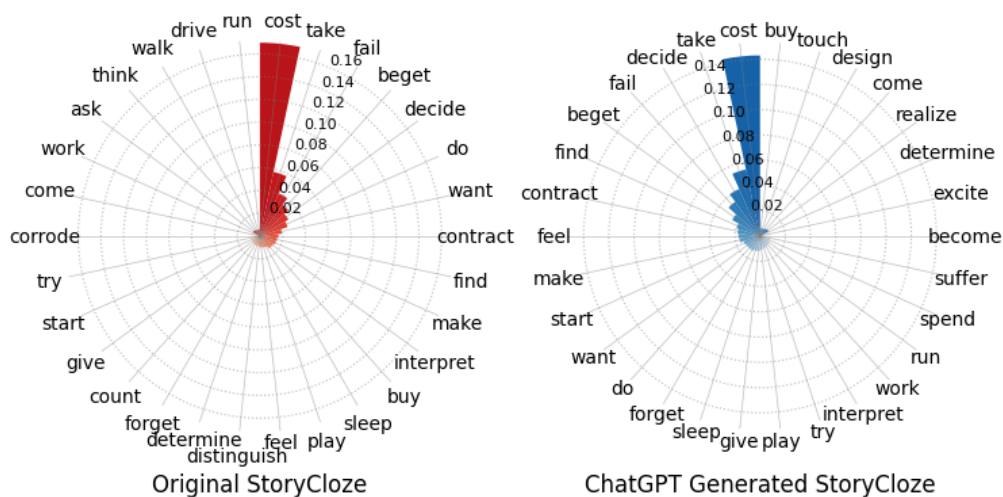 cost
take
fail
beget
decide
do
want
contract
find
make
interpret
buy
sleep
play
feel
distinguish
determine
forget
count
give
start
try
corrode
come
work
ask
think
walk
drive
run
0.02
0.04
0.06
0.08
0.10
0.12
0.14
0.16
Original StoryCloze
cost
take
decide
fail
beget
find
contract
feel
make
start
want
do
forget
sleep
give
play
try
interpret
work
run
spend
suffer
become
excite
determine
realize
come
design
touch
buy
0.02
0.04
0.06
0.08
0.10
0.12
0.14
ChatGPT Generated StoryCloze